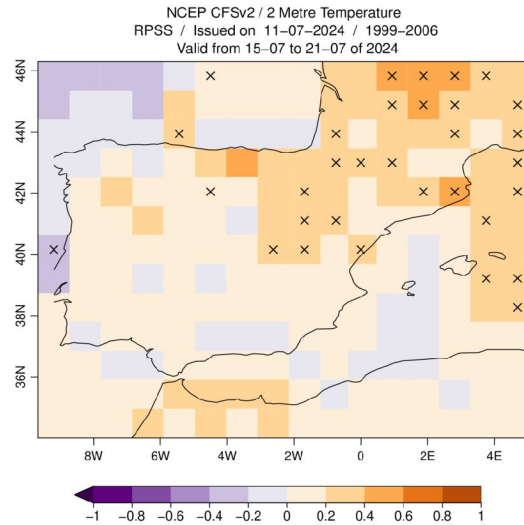 NCEP CFSv2 / 2 Metre Temperature
RPSS / Issued on 11−07−2024 / 1999−2006
Valid from 15−07 to 21−07 of 2024
46N
44N
42N
40N
38N
36N
8W 6W 4W 2W 0 2E 4E
−1 −0.8 −0.6 −0.4 −0.2 0 0.2 0.4 0.6 0.8 1